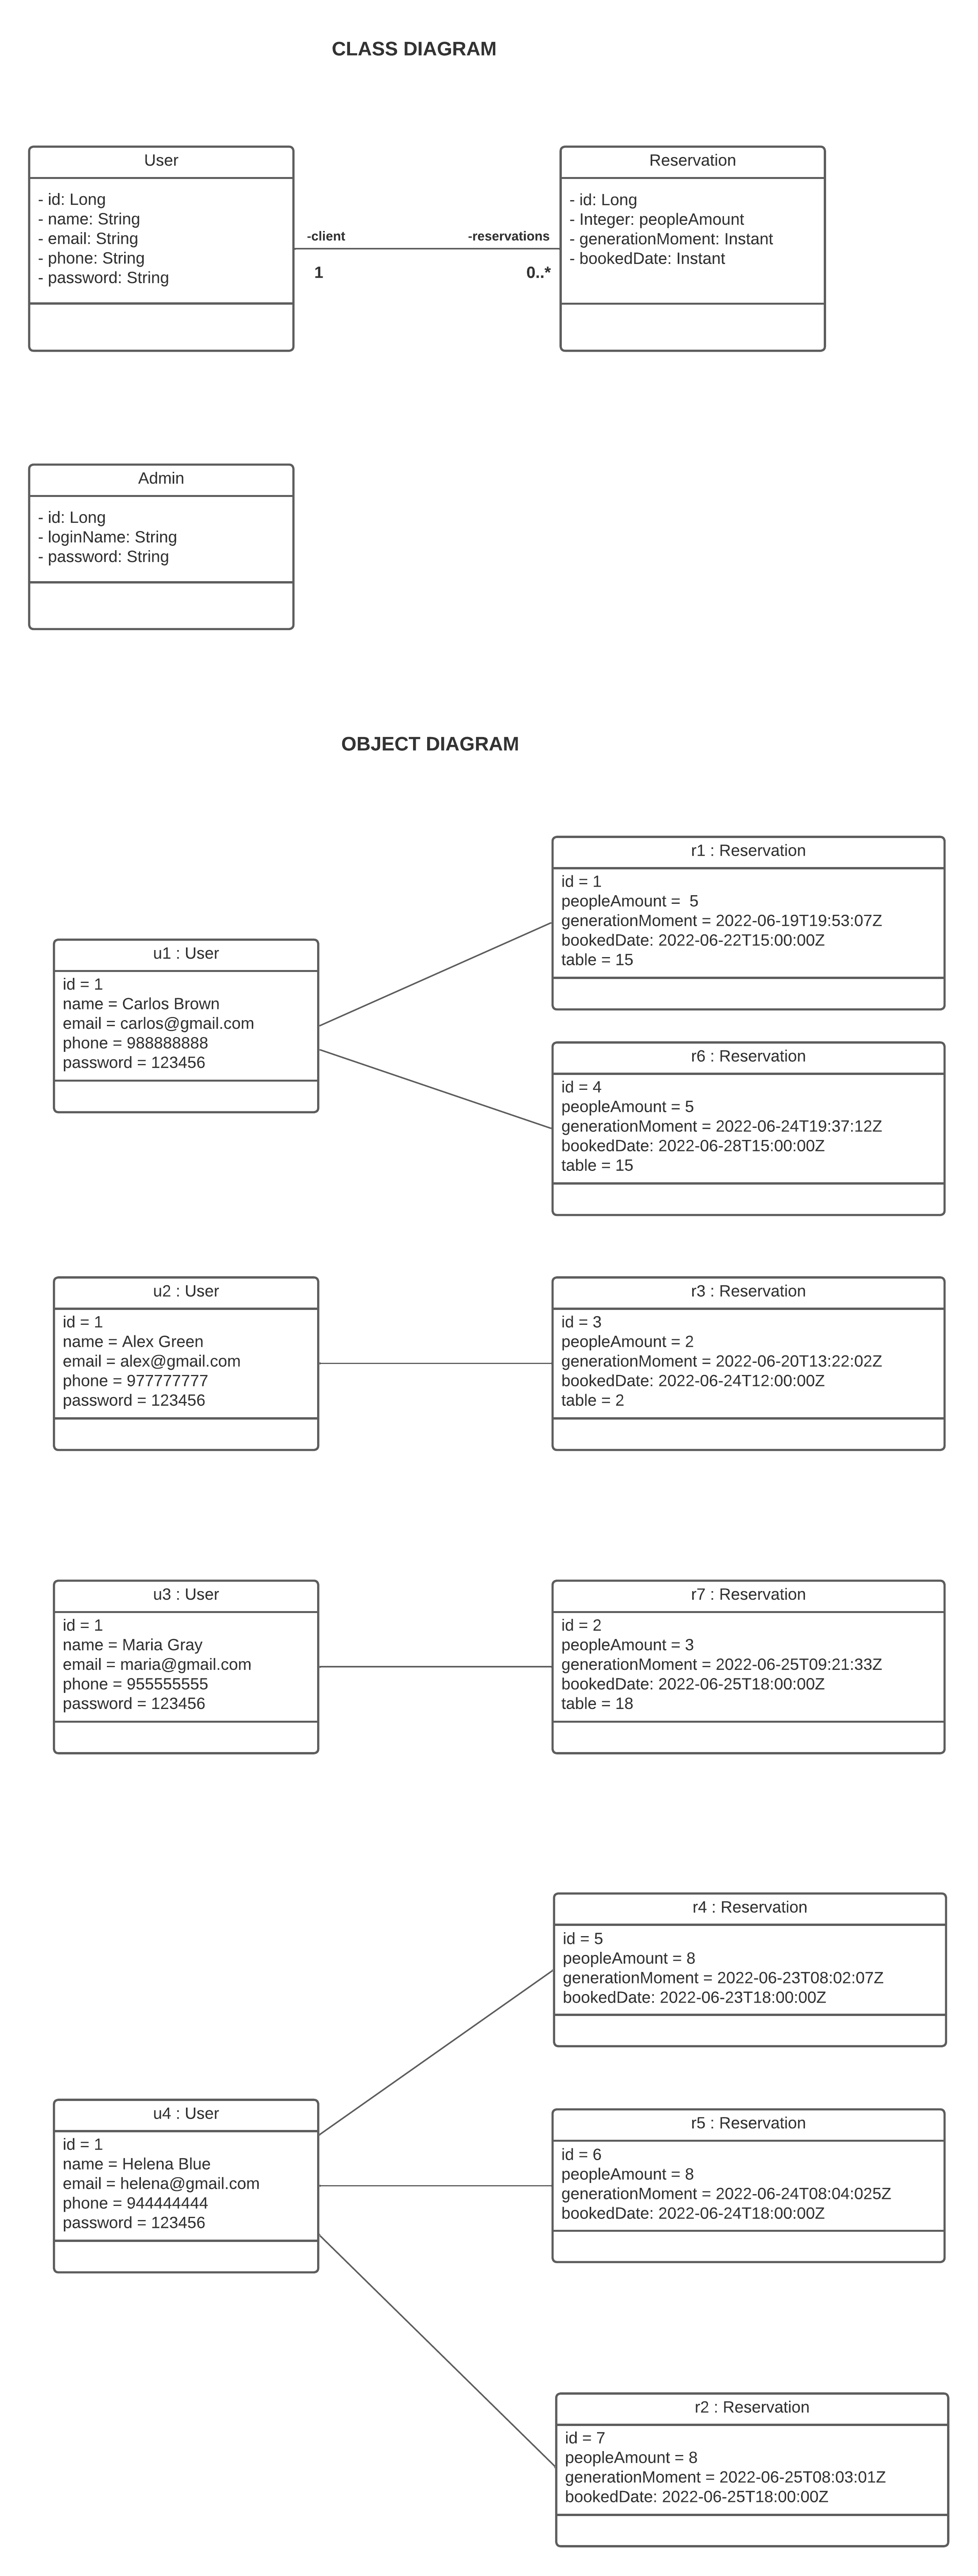 CLASS DIAGRAM
User
- id: Long
- name: String
- email: String
- phone: String
- password: String
-client
1
-reservations
0..*
Reservation
- id: Long
- Integer: peopleAmount
- generationMoment: Instant
- bookedDate: Instant
Admin
- id: Long
- loginName: String
- password: String
OBJECT DIAGRAM
u1 : User
id = 1
name = Carlos Brown
email = carlos@gmail.com
phone = 988888888
password = 123456
r1 : Reservation
id = 1
peopleAmount =  5
generationMoment = 2022-06-19T19:53:07Z
bookedDate: 2022-06-22T15:00:00Z
table = 15
r6 : Reservation
id = 4
peopleAmount = 5
generationMoment = 2022-06-24T19:37:12Z
bookedDate: 2022-06-28T15:00:00Z
table = 15
u2 : User
id = 1
name = Alex Green
email = alex@gmail.com
phone = 977777777
password = 123456
r3 : Reservation
id = 3
peopleAmount = 2
generationMoment = 2022-06-20T13:22:02Z
bookedDate: 2022-06-24T12:00:00Z
table = 2
u3 : User
id = 1
name = Maria Gray
email = maria@gmail.com
phone = 955555555
password = 123456
r7 : Reservation
id = 2
peopleAmount = 3
generationMoment = 2022-06-25T09:21:33Z
bookedDate: 2022-06-25T18:00:00Z
table = 18
r4 : Reservation
id = 5
peopleAmount = 8
generationMoment = 2022-06-23T08:02:07Z
bookedDate: 2022-06-23T18:00:00Z
u4 : User
id = 1
name = Helena Blue
email = helena@gmail.com
phone = 944444444
password = 123456
r5 : Reservation
id = 6
peopleAmount = 8
generationMoment = 2022-06-24T08:04:025Z
bookedDate: 2022-06-24T18:00:00Z
r2 : Reservation
id = 7
peopleAmount = 8
generationMoment = 2022-06-25T08:03:01Z
bookedDate: 2022-06-25T18:00:00Z